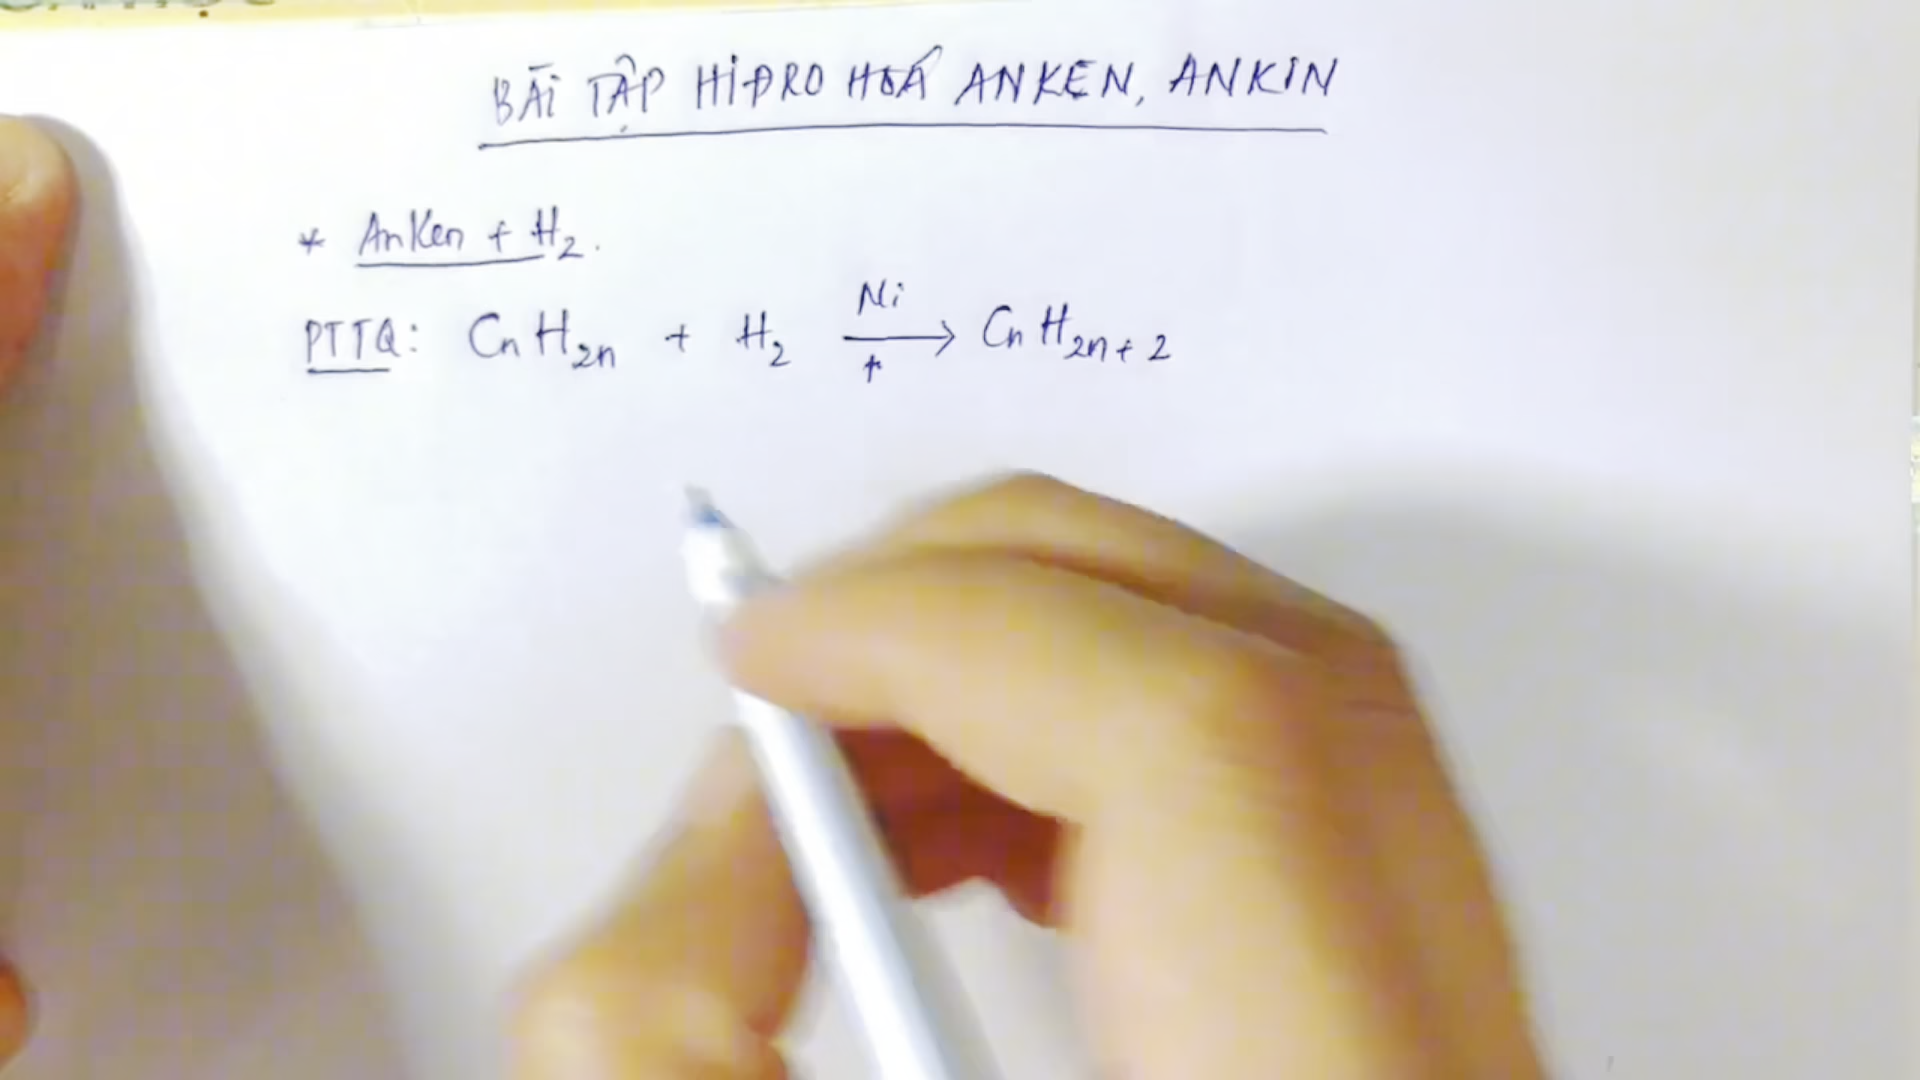 BÀI TẬP HIĐRO HOÁ ANKEN, ANKIN
* Anken + H₂.
PTTQ: CnH₂n + H₂ —Ni, t→ CnH₂n+2